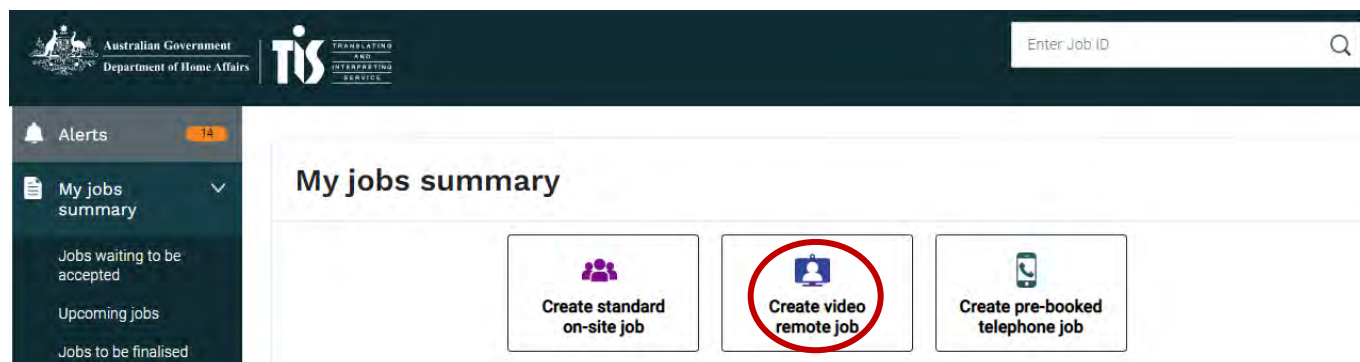 Australian Government
Department of Home Affairs
TIS
TRANSLATING
AND
INTERPRETING
SERVICE
Enter Job ID
Alerts
14
My jobs
summary
Jobs waiting to be
accepted
Upcoming jobs
Jobs to be finalised
My jobs summary
Create standard
on-site job
Create video
remote job
Create pre-booked
telephone job